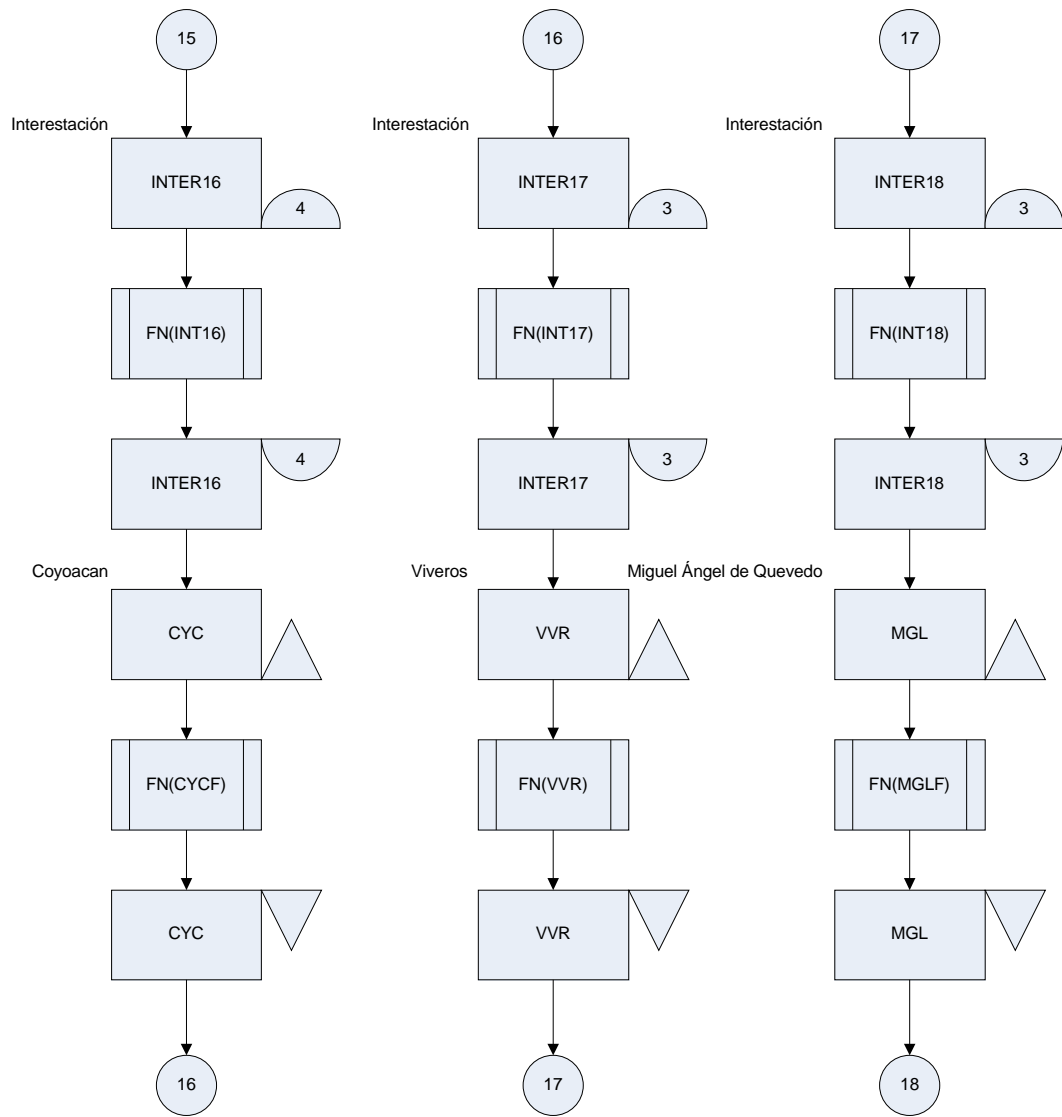 15
Interestación
INTER16
4
FN(INT16)
INTER16
4
Coyoacan
CYC
FN(CYCF)
CYC
16
16
Interestación
INTER17
3
FN(INT17)
INTER17
3
Viveros
VVR
FN(VVR)
VVR
17
17
Interestación
INTER18
3
FN(INT18)
INTER18
3
Miguel Ángel de Quevedo
MGL
FN(MGLF)
MGL
18